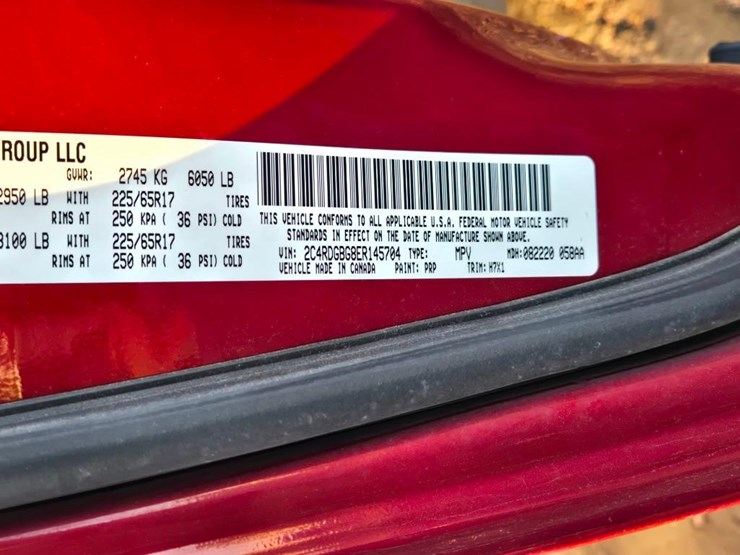 ROUP LLC
GVWR: 2745 KG 6050 LB
2950 LB WITH 225/65R17 TIRES
RIMS AT 250 KPA ( 36 PSI) COLD
3100 LB WITH 225/65R17 TIRES
RIMS AT 250 KPA ( 36 PSI) COLD
THIS VEHICLE CONFORMS TO ALL APPLICABLE U.S.A. FEDERAL MOTOR VEHICLE SAFETY
STANDARDS IN EFFECT ON THE DATE OF MANUFACTURE SHOWN ABOVE.
VIN: 2C4RDGBG8ER145704 TYPE: MPV MDH: 082220 058AA
VEHICLE MADE IN CANADA PAINT: PRP TRIM: H7X1